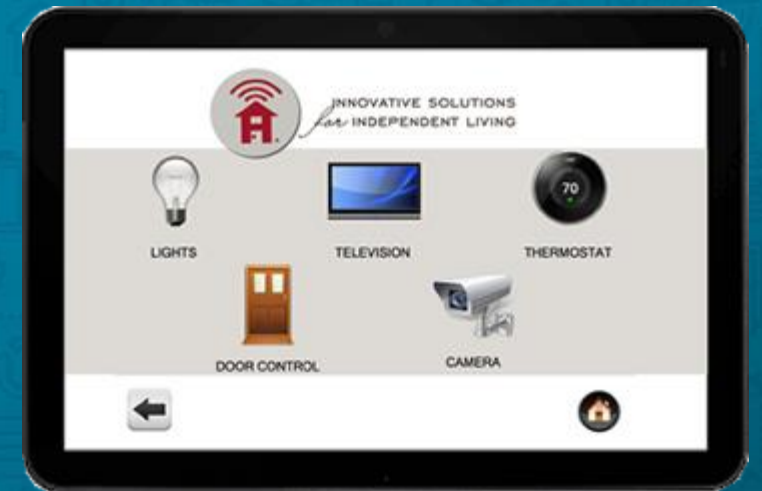 INNOVATIVE SOLUTIONS
for INDEPENDENT LIVING
LIGHTS
TELEVISION
70
THERMOSTAT
DOOR CONTROL
CAMERA